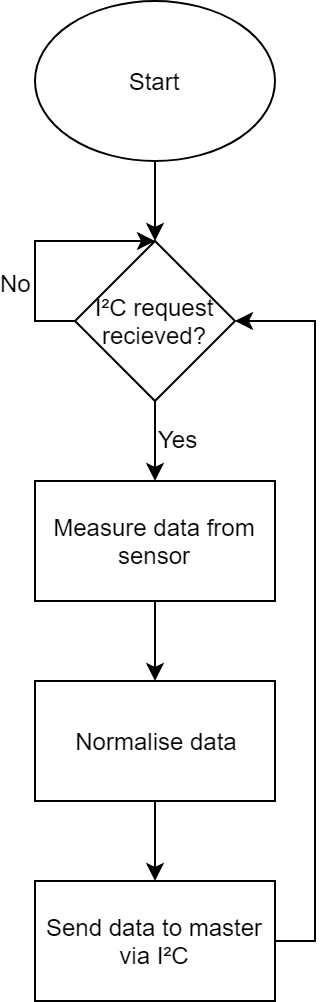 Start
No
I²C request
recieved?
Yes
Measure data from
sensor
Normalise data
Send data to master
via I²C